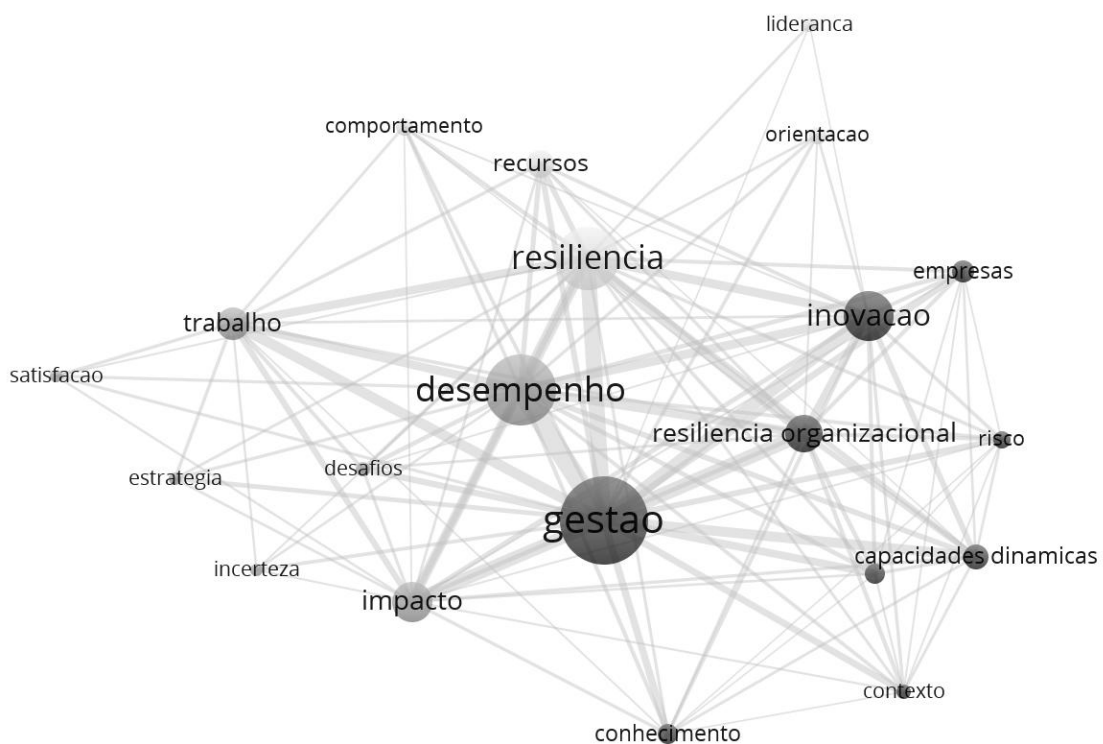 lideranca
comportamento
orientacao
recursos
resiliencia
empresas
inovacao
trabalho
satisfacao
desempenho
resiliencia organizacional
risco
desafios
estrategia
gestao
capacidades dinamicas
incerteza
impacto
contexto
conhecimento